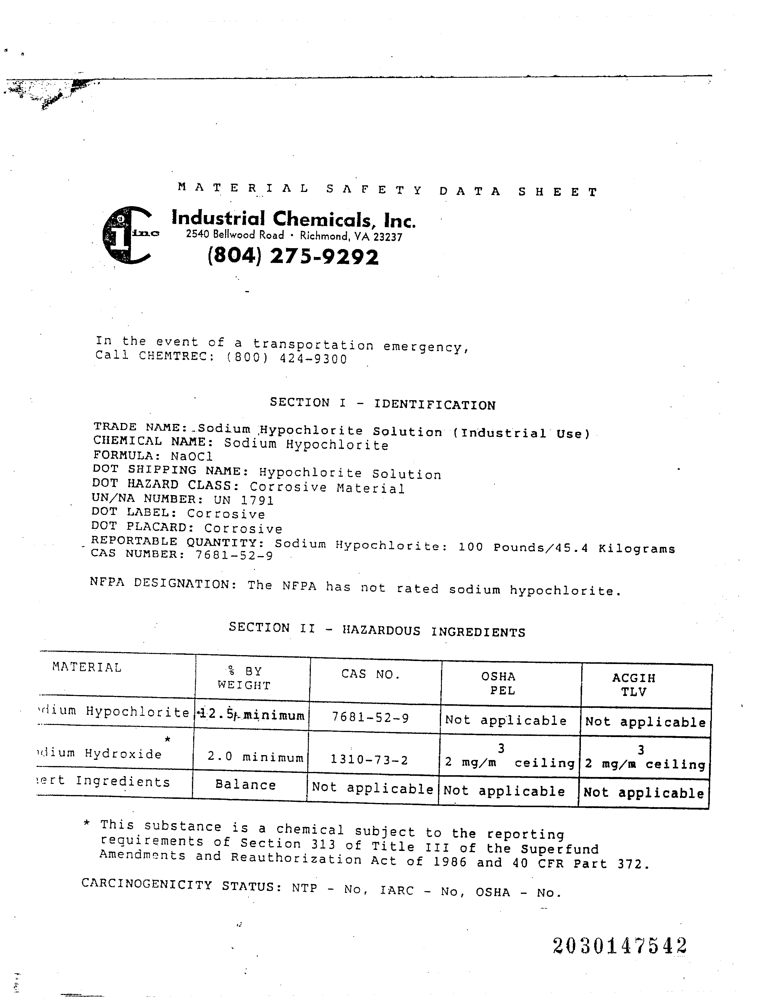 MATERIAL SAFETY DATA SHEET
i inc
Industrial Chemicals, Inc.
2540 Bellwood Road · Richmond, VA 23237
(804) 275-9292
In the event of a transportation emergency,
Call CHEMTREC: (800) 424-9300
SECTION I - IDENTIFICATION
TRADE NAME: Sodium Hypochlorite Solution (Industrial Use)
CHEMICAL NAME: Sodium Hypochlorite
FORMULA: NaOCl
DOT SHIPPING NAME: Hypochlorite Solution
DOT HAZARD CLASS: Corrosive Material
UN/NA NUMBER: UN 1791
DOT LABEL: Corrosive
DOT PLACARD: Corrosive
REPORTABLE QUANTITY: Sodium Hypochlorite: 100 Pounds/45.4 Kilograms
CAS NUMBER: 7681-52-9
NFPA DESIGNATION: The NFPA has not rated sodium hypochlorite.
SECTION II - HAZARDOUS INGREDIENTS
MATERIAL % BY WEIGHT CAS NO. OSHA PEL ACGIH TLV
dium Hypochlorite 12.5 minimum 7681-52-9 Not applicable Not applicable
dium Hydroxide * 2.0 minimum 1310-73-2 2 mg/m3 ceiling 2 mg/m3 ceiling
ert Ingredients Balance Not applicable Not applicable Not applicable
* This substance is a chemical subject to the reporting
requirements of Section 313 of Title III of the Superfund
Amendments and Reauthorization Act of 1986 and 40 CFR Part 372.
CARCINOGENICITY STATUS: NTP - No, IARC - No, OSHA - No.
2030147542